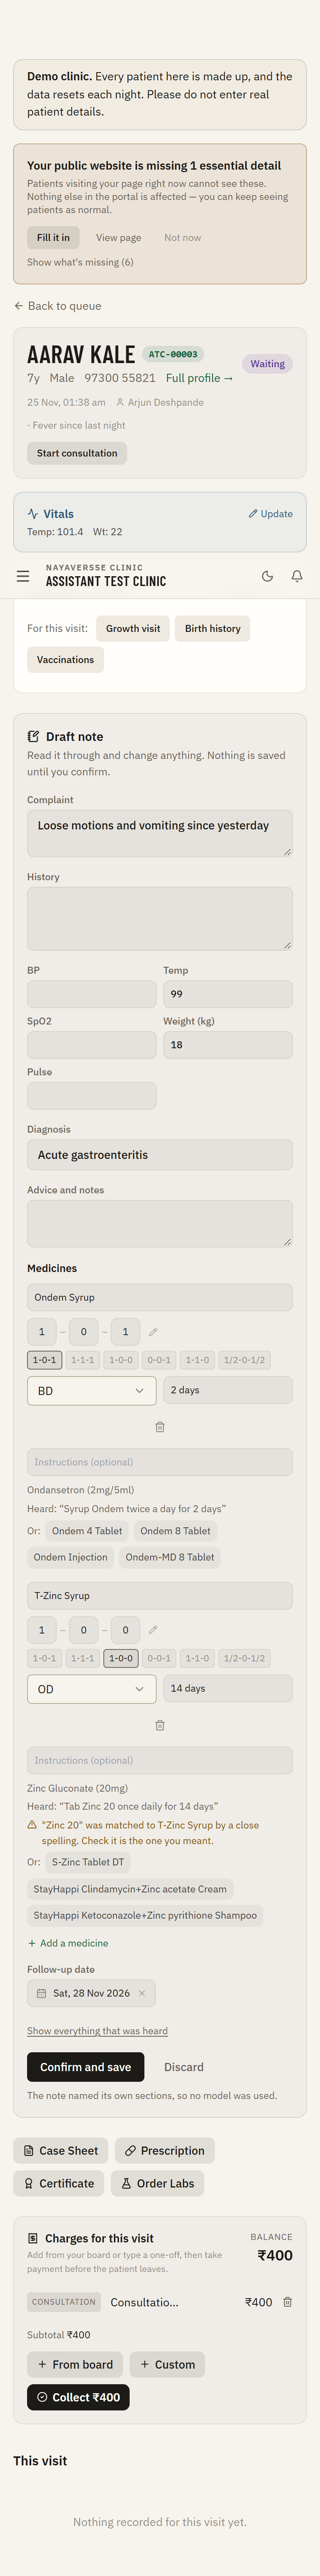 Demo clinic. Every patient here is made up, and the
data resets each night. Please do not enter real
patient details.
Your public website is missing 1 essential detail
Patients visiting your page right now cannot see these.
Nothing else in the portal is affected — you can keep seeing
patients as normal.
Fill it in View page Not now
Show what's missing (6)
← Back to queue
AARAV KALE ATC-00003
Waiting
7y Male 97300 55821 Full profile →
25 Nov, 01:38 am Arjun Deshpande
· Fever since last night
Start consultation
Vitals Update
Temp: 101.4 Wt: 22
NAYAVERSSE CLINIC
ASSISTANT TEST CLINIC
For this visit: Growth visit Birth history
Vaccinations
Draft note
Read it through and change anything. Nothing is saved
until you confirm.
Complaint
Loose motions and vomiting since yesterday
History
BP Temp
99
SpO2 Weight (kg)
18
Pulse
Diagnosis
Acute gastroenteritis
Advice and notes
Medicines
Ondem Syrup
1 – 0 – 1
1-0-1 1-1-1 1-0-0 0-0-1 1-1-0 1/2-0-1/2
BD 2 days
Instructions (optional)
Ondansetron (2mg/5ml)
Heard: “Syrup Ondem twice a day for 2 days”
Or: Ondem 4 Tablet Ondem 8 Tablet
Ondem Injection Ondem-MD 8 Tablet
T-Zinc Syrup
1 – 0 – 0
1-0-1 1-1-1 1-0-0 0-0-1 1-1-0 1/2-0-1/2
OD 14 days
Instructions (optional)
Zinc Gluconate (20mg)
Heard: “Tab Zinc 20 once daily for 14 days”
"Zinc 20" was matched to T-Zinc Syrup by a close
spelling. Check it is the one you meant.
Or: S-Zinc Tablet DT
StayHappi Clindamycin+Zinc acetate Cream
StayHappi Ketoconazole+Zinc pyrithione Shampoo
+ Add a medicine
Follow-up date
Sat, 28 Nov 2026 ×
Show everything that was heard
Confirm and save Discard
The note named its own sections, so no model was used.
Case Sheet Prescription
Certificate Order Labs
Charges for this visit BALANCE
Add from your board or type a one-off, then take
payment before the patient leaves.
₹400
CONSULTATION Consultatio... ₹400
Subtotal ₹400
+ From board + Custom
Collect ₹400
This visit
Nothing recorded for this visit yet.